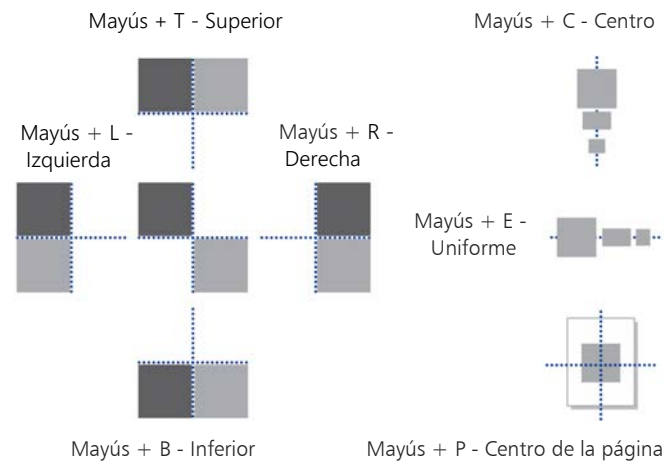 Mayús + T - Superior
Mayús + C - Centro
Mayús + L -
Izquierda
Mayús + R -
Derecha
Mayús + E -
Uniforme
Mayús + B - Inferior
Mayús + P - Centro de la página